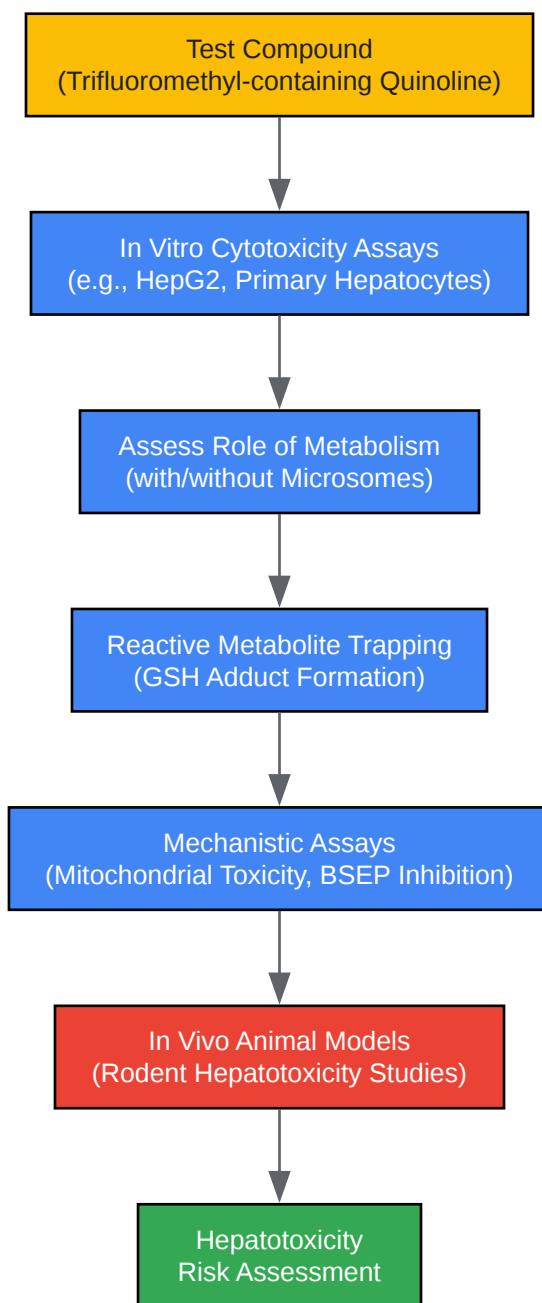 Test Compound
(Trifluoromethyl-containing Quinoline)
In Vitro Cytotoxicity Assays
(e.g., HepG2, Primary Hepatocytes)
Assess Role of Metabolism
(with/without Microsomes)
Reactive Metabolite Trapping
(GSH Adduct Formation)
Mechanistic Assays
(Mitochondrial Toxicity, BSEP Inhibition)
In Vivo Animal Models
(Rodent Hepatotoxicity Studies)
Hepatotoxicity
Risk Assessment